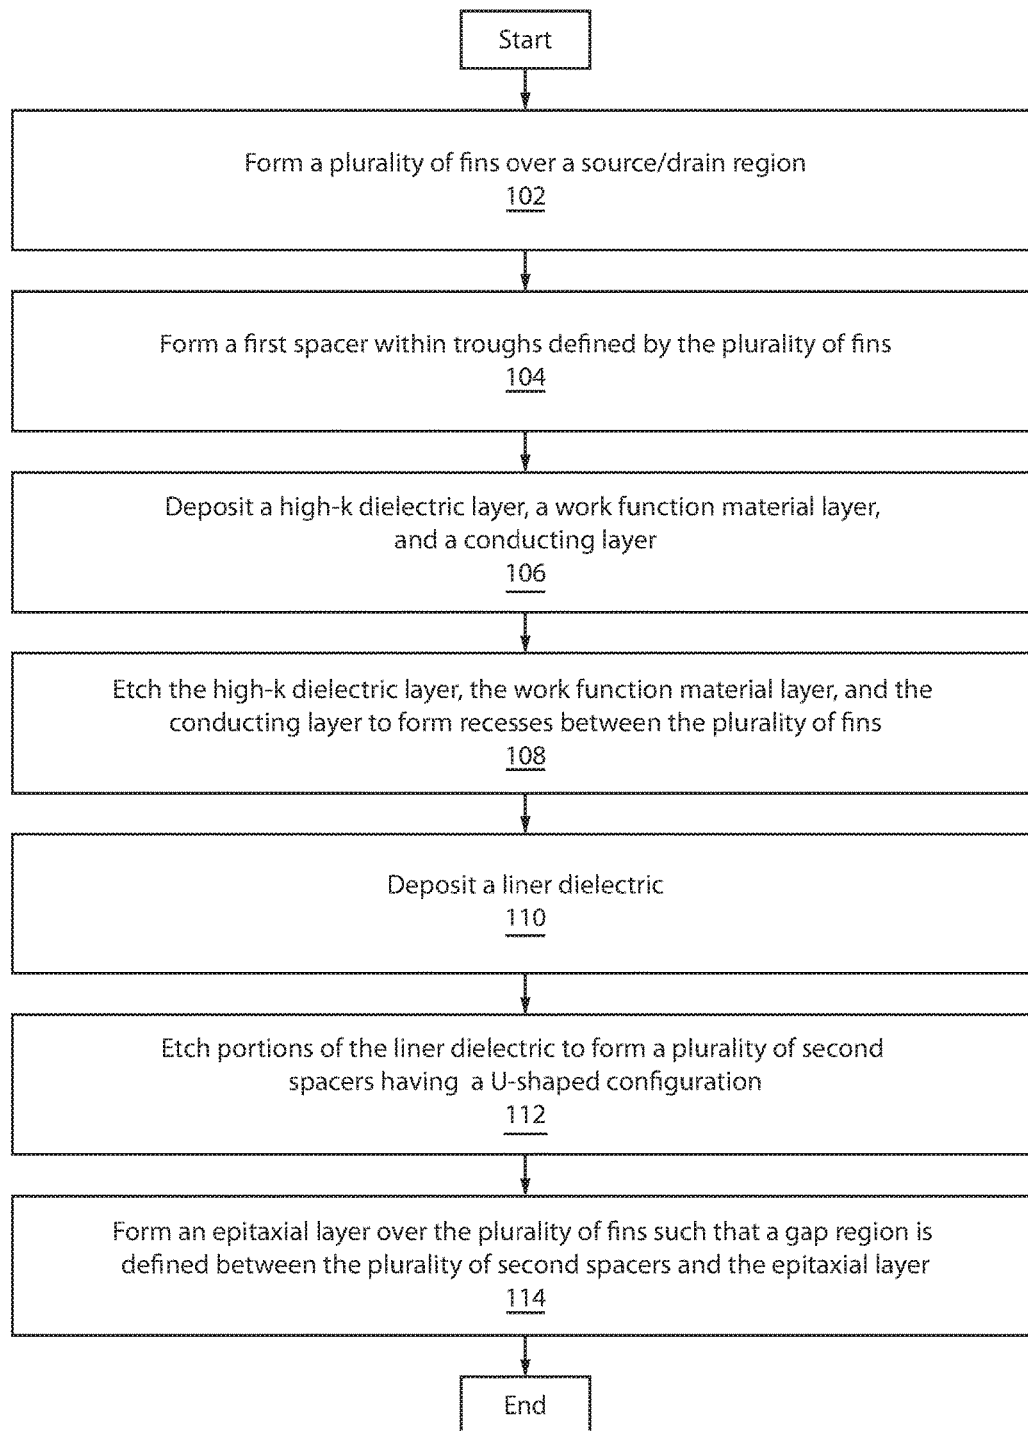 Start
Form a plurality of fins over a source/drain region
102
Form a first spacer within troughs defined by the plurality of fins
104
Deposit a high-k dielectric layer, a work function material layer,
and a conducting layer
106
Etch the high-k dielectric layer, the work function material layer, and the
conducting layer to form recesses between the plurality of fins
108
Deposit a liner dielectric
110
Etch portions of the liner dielectric to form a plurality of second
spacers having a U-shaped configuration
112
Form an epitaxial layer over the plurality of fins such that a gap region is
defined between the plurality of second spacers and the epitaxial layer
114
End